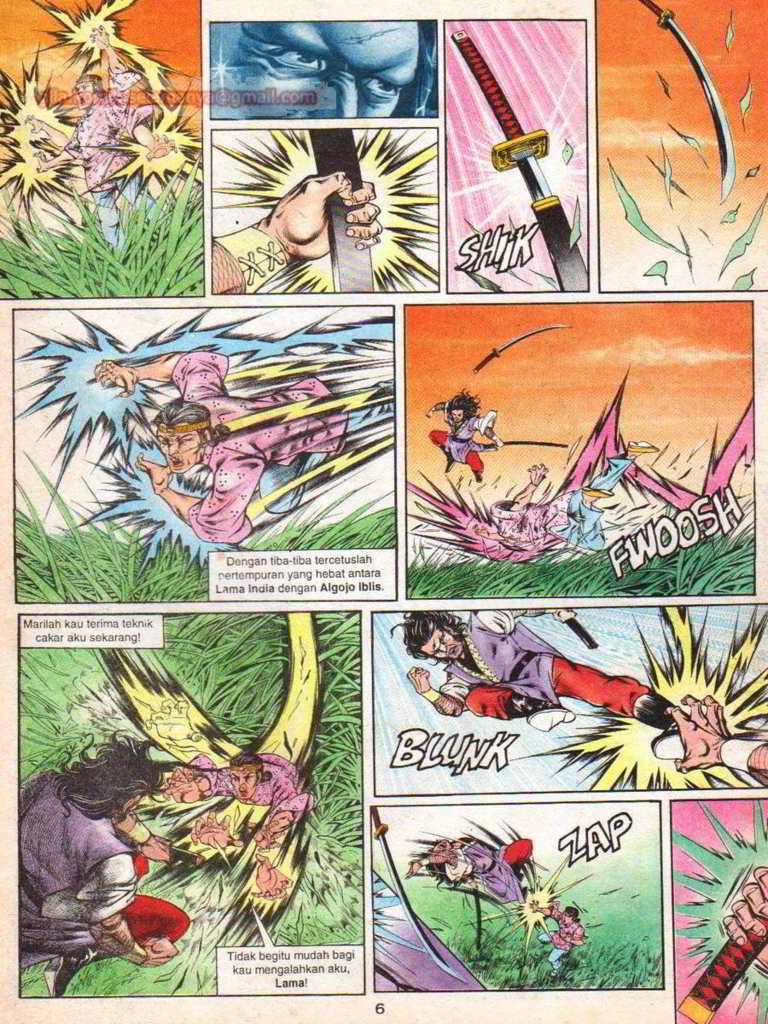 SHIK
Dengan tiba-tiba tercetuslah
pertempuran yang hebat antara
Lama India dengan Algojo Iblis.
FWOOSH
Marilah kau terima teknik
cakar aku sekarang!
Tidak begitu mudah bagi
kau mengalahkan aku,
Lama!
BLUNK
ZAP
6